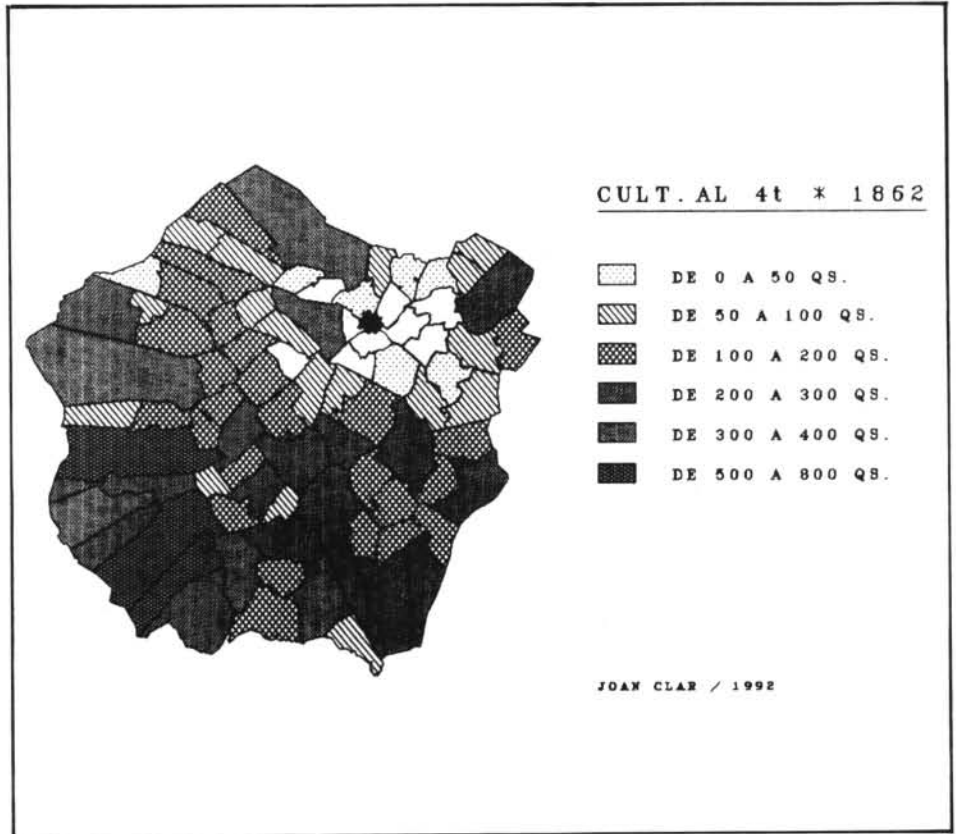 CULT.AL 4t * 1862
DE 0 A 50 QS.
DE 50 A 100 QS.
DE 100 A 200 QS.
DE 200 A 300 QS.
DE 300 A 400 QS.
DE 500 A 800 QS.
JOAN CLAR / 1992